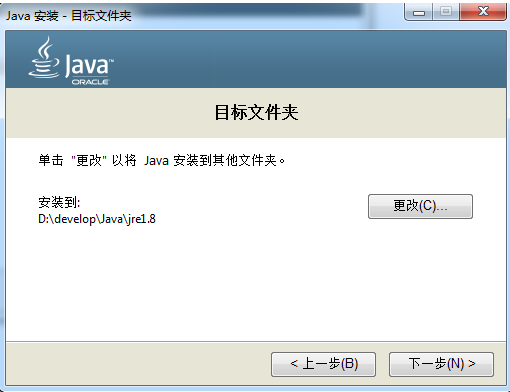 Java 安装 - 目标文件夹
Java™
ORACLE
目标文件夹
单击 "更改" 以将 Java 安装到其他文件夹。
安装到:
D:\develop\Java\jre1.8
更改(C)...
< 上一步(B)
下一步(N) >